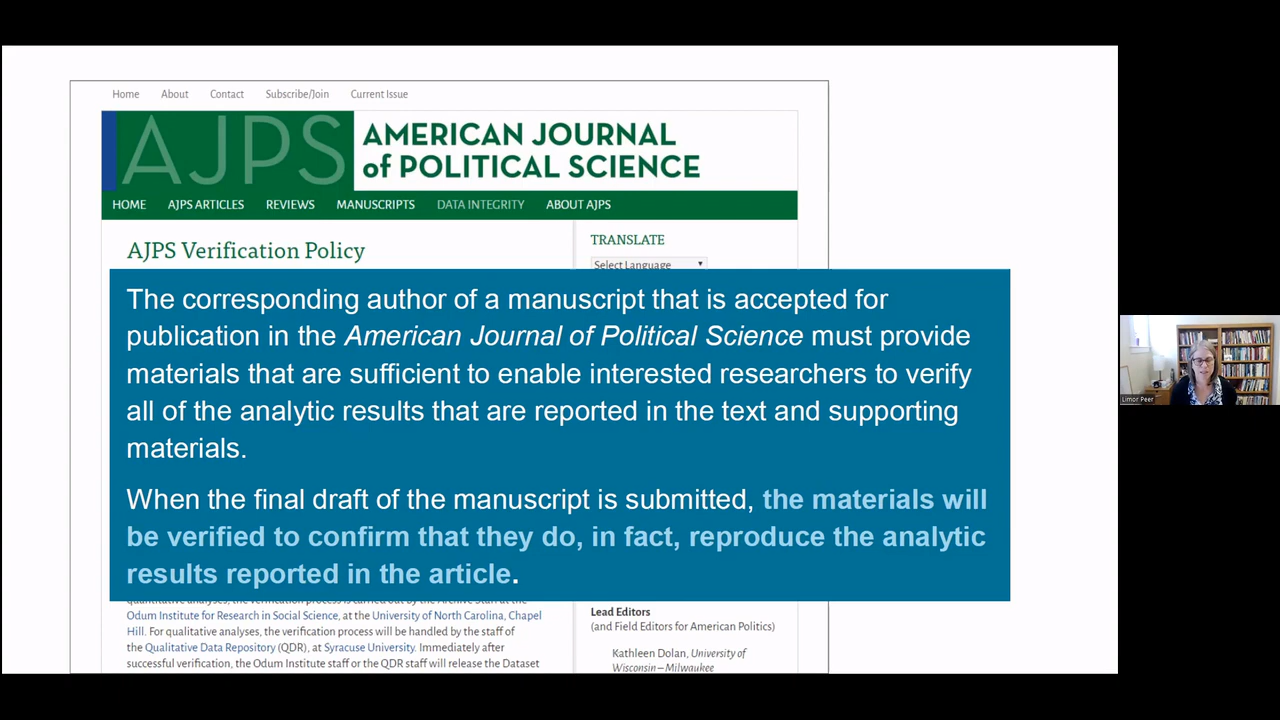 Home About Contact Subscribe/Join Current Issue
AJPS
AMERICAN JOURNAL
of POLITICAL SCIENCE
HOME AJPS ARTICLES REVIEWS MANUSCRIPTS DATA INTEGRITY ABOUT AJPS
AJPS Verification Policy
TRANSLATE
Select Language
The corresponding author of a manuscript that is accepted for
publication in the American Journal of Political Science must provide
materials that are sufficient to enable interested researchers to verify
all of the analytic results that are reported in the text and supporting
materials.
When the final draft of the manuscript is submitted, the materials will
be verified to confirm that they do, in fact, reproduce the analytic
results reported in the article.
quantitative analyses, the verification process is carried out by the Archive Staff at the
Odum Institute for Research in Social Science, at the University of North Carolina, Chapel
Hill. For qualitative analyses, the verification process will be handled by the staff of
the Qualitative Data Repository (QDR), at Syracuse University. Immediately after
successful verification, the Odum Institute staff or the QDR staff will release the Dataset
Lead Editors
(and Field Editors for American Politics)
Kathleen Dolan, University of
Wisconsin – Milwaukee
Limor Peer